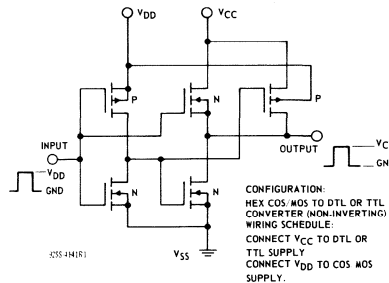 VDD
VCC
P
N
P
INPUT
OUTPUT
VDD
GND
N
N
VC
GN
VSS
CONFIGURATION:
HEX COS/MOS TO DTL OR TTL
CONVERTER (NON-INVERTING)
WIRING SCHEDULE:
CONNECT VCC TO DTL OR
TTL SUPPLY
CONNECT VDD TO COS MOS
SUPPLY.